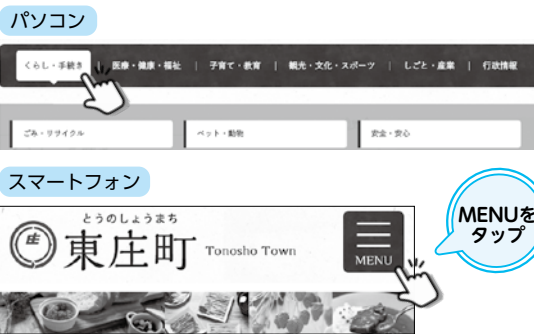 パソコン
くらし・手続き | 医療・健康・福祉 | 子育て・教育 | 観光・文化・スポーツ | しごと・産業 | 行政情報
ごみ・リサイクル
ペット・動物
安全・安心
スマートフォン
とうのしょうまち
庄
東庄町 Tonosho Town
MENU
MENUを
タップ